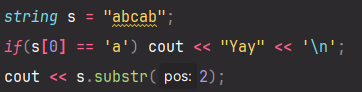 string s = "abcab";
if(s[0] == 'a') cout << "Yay" << '\n';
cout << s.substr( pos: 2);